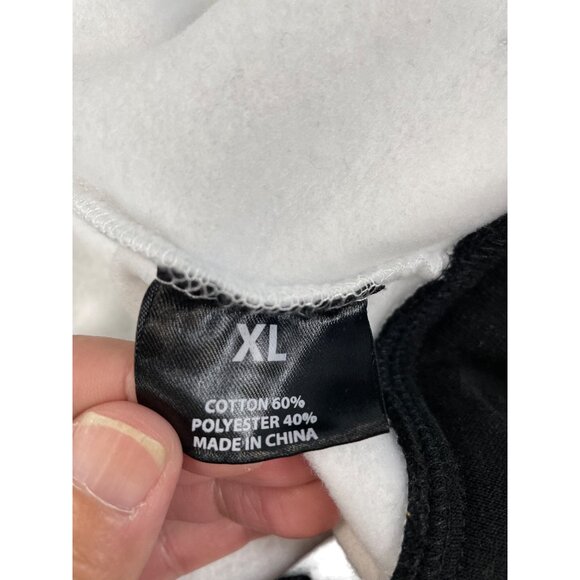 XL
COTTON 60%
POLYESTER 40%
MADE IN CHINA